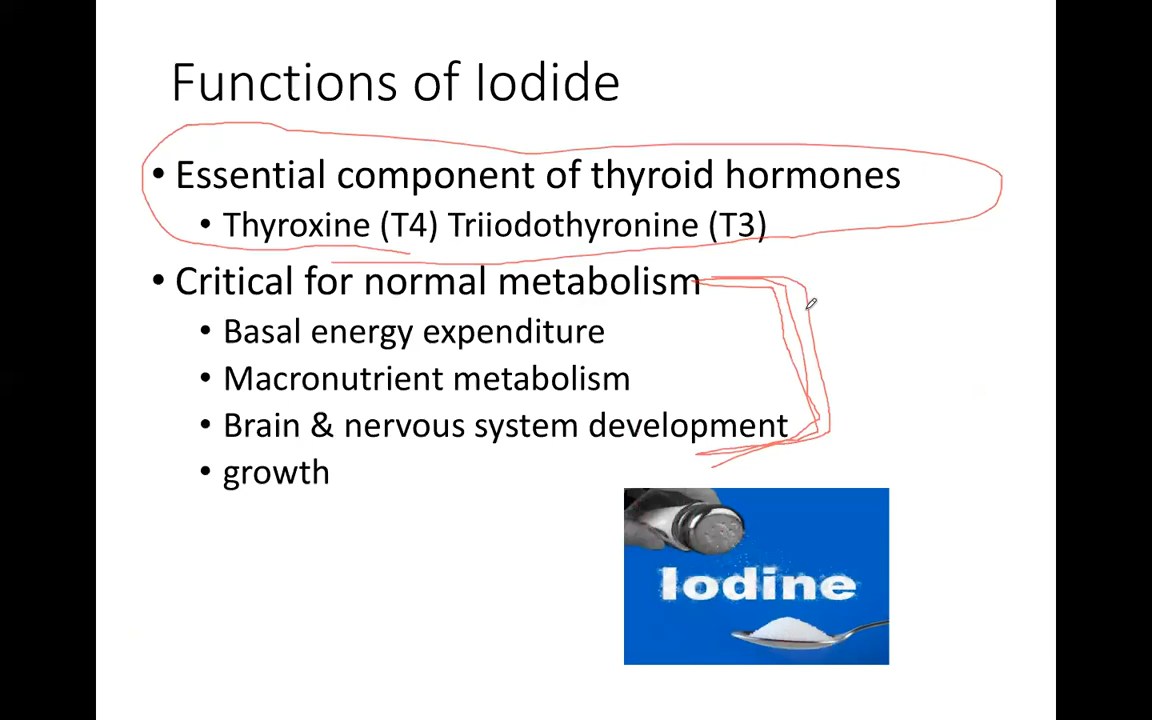 Functions of Iodide
• Essential component of thyroid hormones
• Thyroxine (T4) Triiodothyronine (T3)
• Critical for normal metabolism
• Basal energy expenditure
• Macronutrient metabolism
• Brain & nervous system development
• growth
Iodine